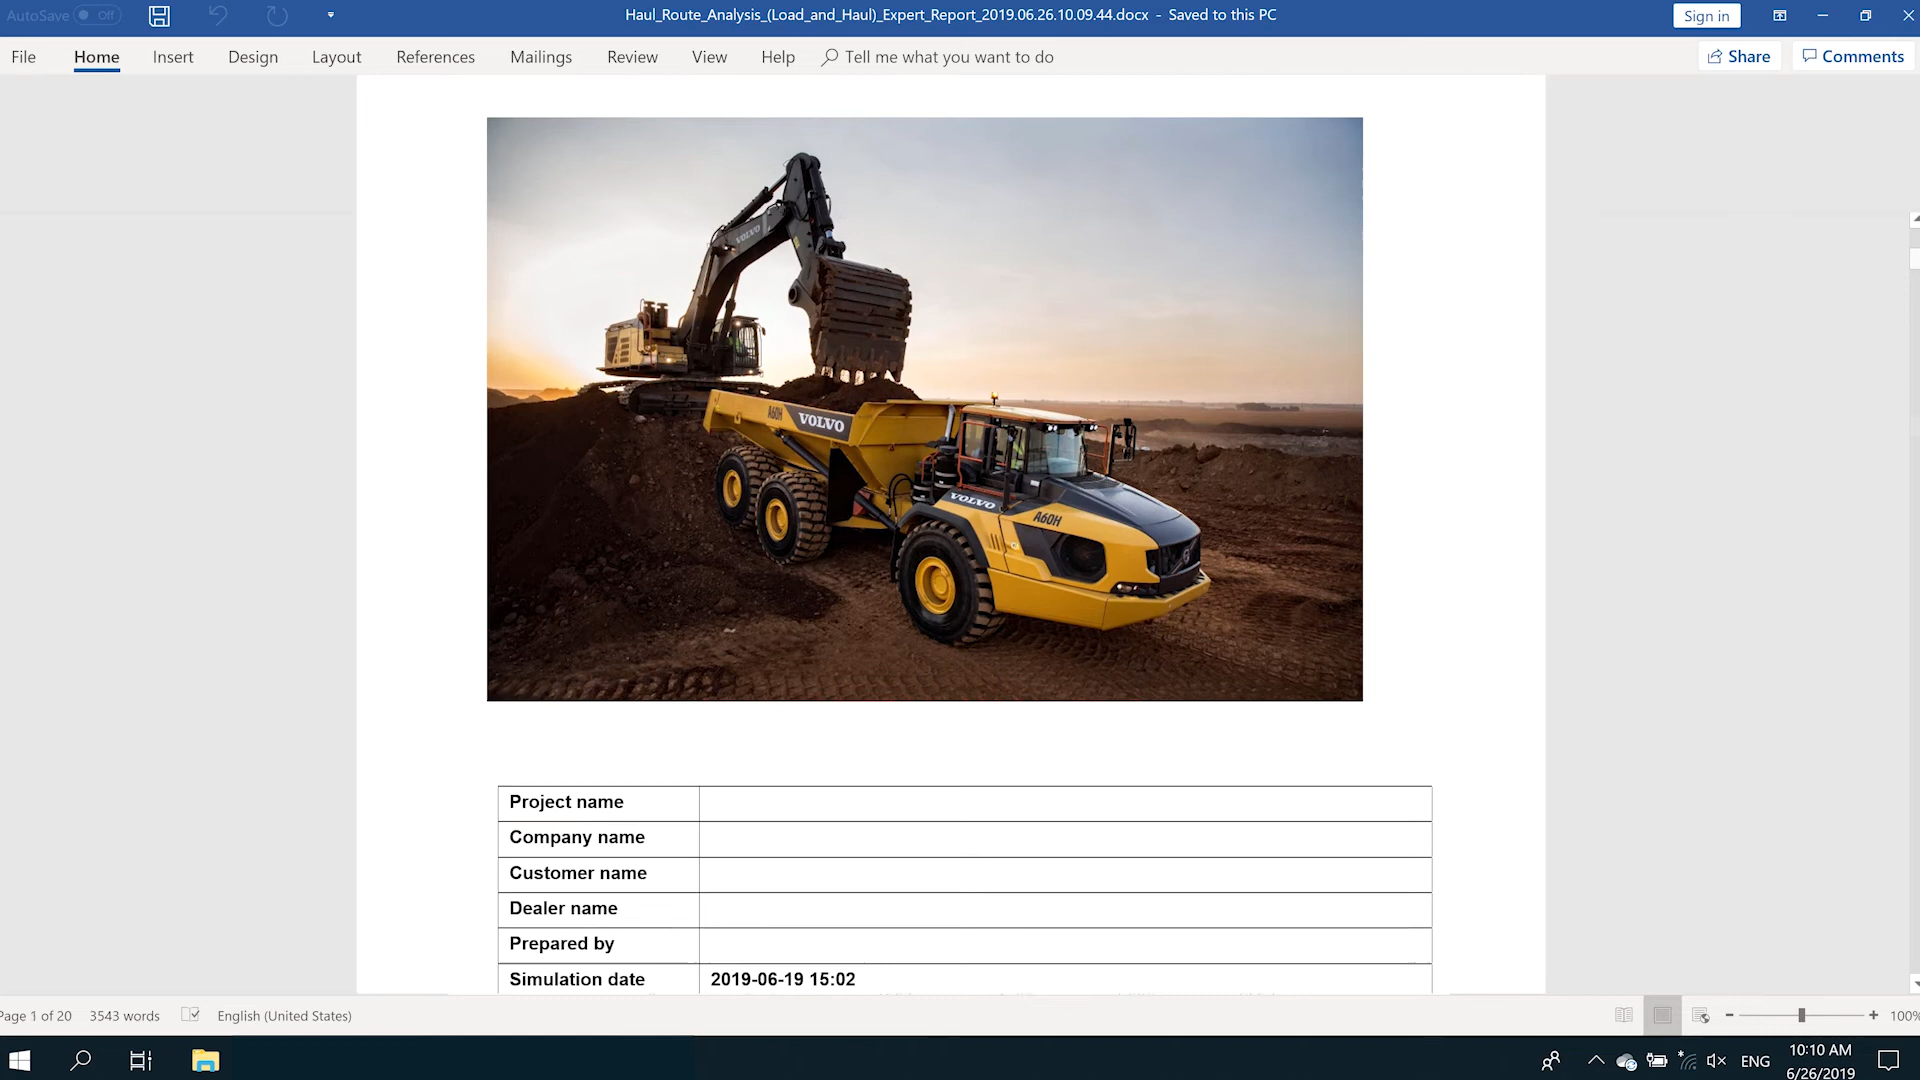 AutoSave Off
Haul_Route_Analysis_(Load_and_Haul)_Expert_Report_2019.06.26.10.09.44.docx - Saved to this PC
Sign in
File Home Insert Design Layout References Mailings Review View Help Tell me what you want to do Share Comments
VOLVO
A60H VOLVO
VOLVO A60H
Project name
Company name
Customer name
Dealer name
Prepared by
Simulation date 2019-06-19 15:02
Page 1 of 20 3543 words English (United States) 100%
10:10 AM
ENG
6/26/2019